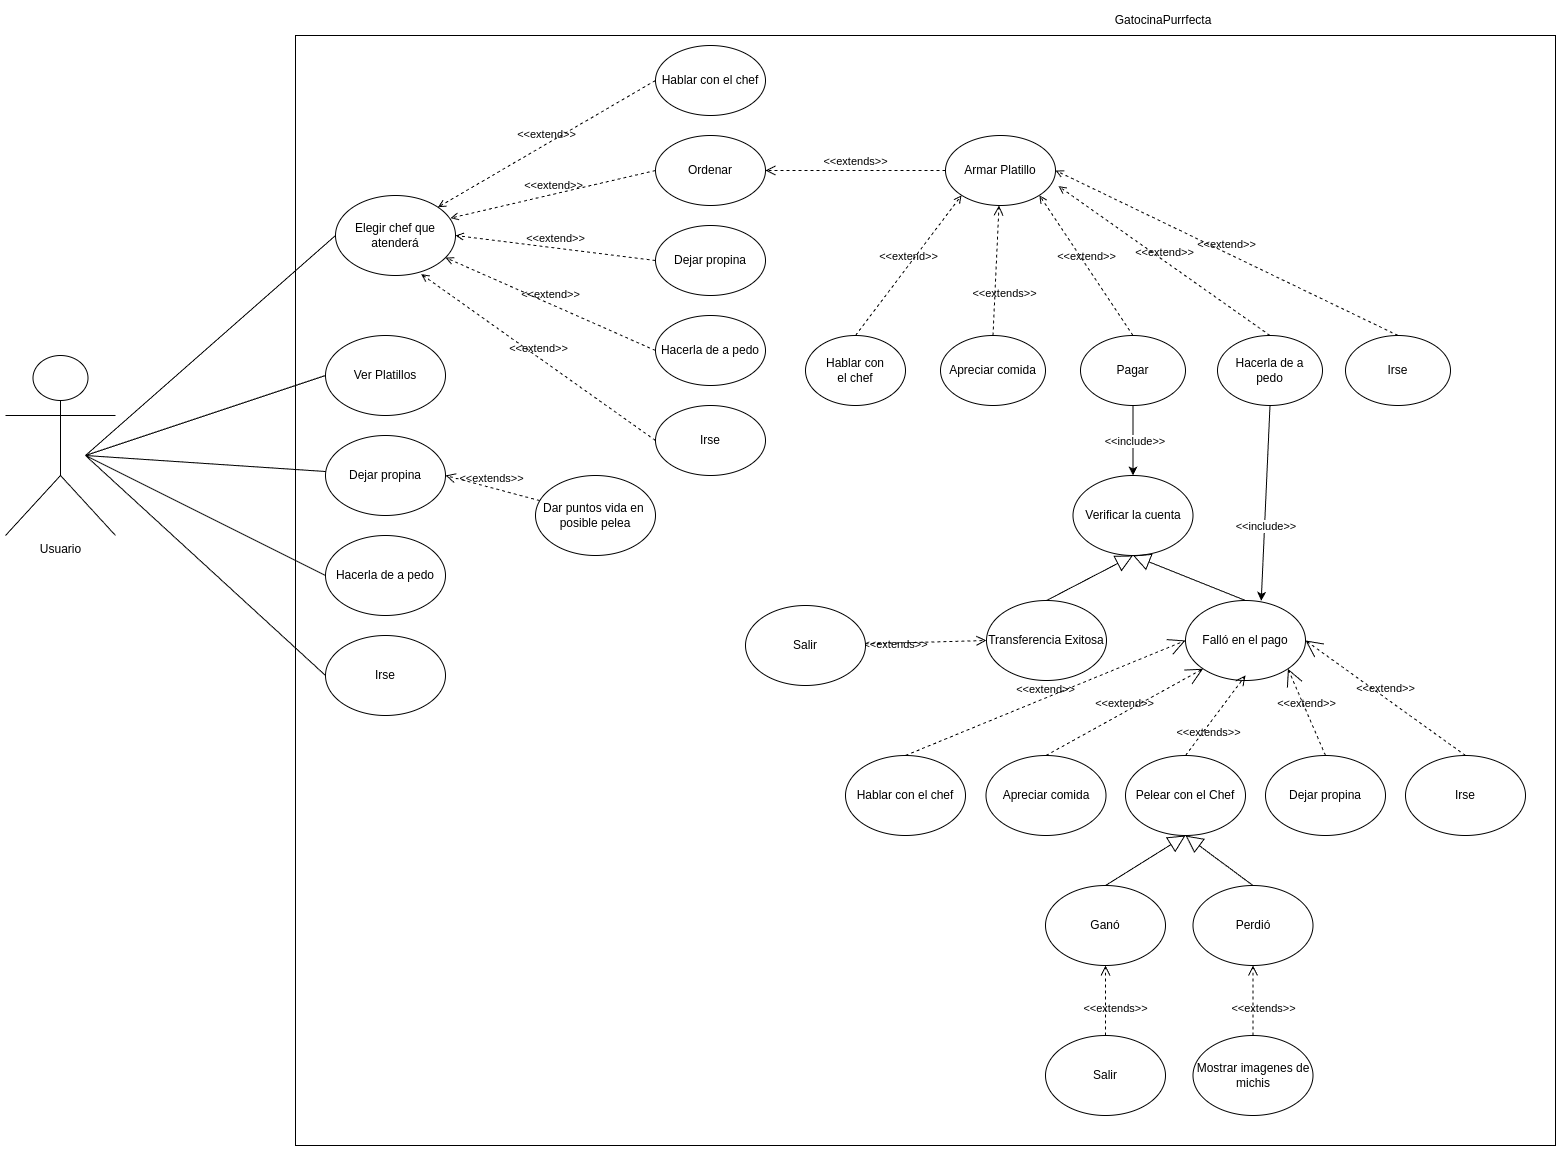 GatocinaPurrfecta
Hablar con el chef
<<extend>>
Ordenar
<<extends>>
Armar Platillo
<<extend>>
Elegir chef que
atenderá
<<extend>>
Dejar propina
<<extend>>
Hacerla de a pedo
<<extend>>
Irse
<<extend>>
<<extends>>
<<extend>>
<<extend>>
<<extend>>
Hablar con
el chef
Apreciar comida
Pagar
Hacerla de a
pedo
Irse
Ver Platillos
<<include>>
Dejar propina
<<extends>>
Dar puntos vida en
posible pelea
Verificar la cuenta
<<include>>
Usuario
Hacerla de a pedo
Irse
Salir
<<extends>>
Transferencia Exitosa
Falló en el pago
<<extend>>
<<extend>>
<<extends>>
<<extend>>
<<extend>>
Hablar con el chef
Apreciar comida
Pelear con el Chef
Dejar propina
Irse
Ganó
Perdió
<<extends>>
<<extends>>
Salir
Mostrar imagenes de
michis